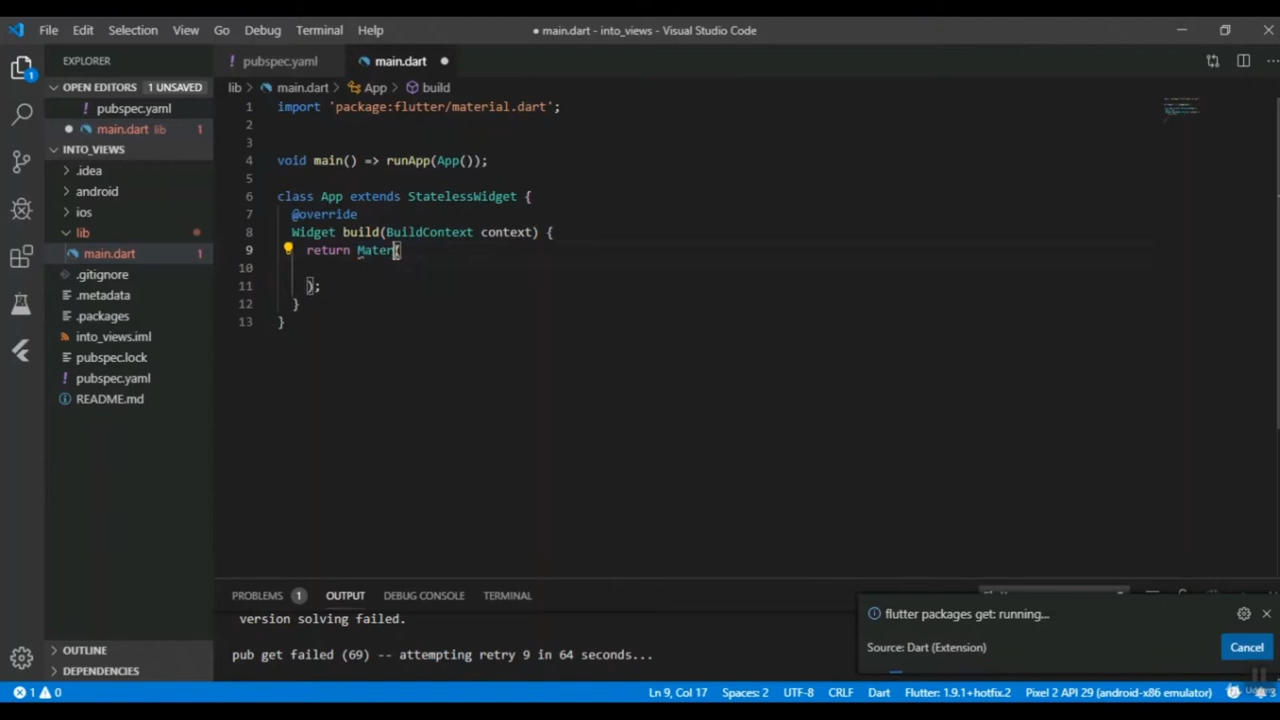 File Edit Selection View Go Debug Terminal Help
● main.dart - into_views - Visual Studio Code
EXPLORER
! pubspec.yaml
main.dart ●
OPEN EDITORS 1 UNSAVED
lib > main.dart > App > build
! pubspec.yaml
● main.dart lib 1
INTO_VIEWS
.idea
android
ios
lib
main.dart 1
.gitignore
.metadata
.packages
into_views.iml
pubspec.lock
! pubspec.yaml
README.md
OUTLINE
DEPENDENCIES
1
1 import 'package:flutter/material.dart';
2
3
4 void main() => runApp(App());
5
6 class App extends StatelessWidget {
7 @override
8 Widget build(BuildContext context) {
9 return Mater(
10
11 );
12 }
13 }
PROBLEMS 1 OUTPUT DEBUG CONSOLE TERMINAL
version solving failed.
pub get failed (69) -- attempting retry 9 in 64 seconds...
flutter packages get: running...
Source: Dart (Extension)
Cancel
1 0
Ln 9, Col 17 Spaces: 2 UTF-8 CRLF Dart Flutter: 1.9.1+hotfix.2 Pixel 2 API 29 (android-x86 emulator) 3